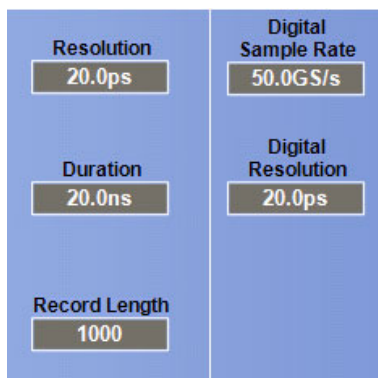 Resolution
20.0ps
Duration
20.0ns
Record Length
1000
Digital
Sample Rate
50.0GS/s
Digital
Resolution
20.0ps